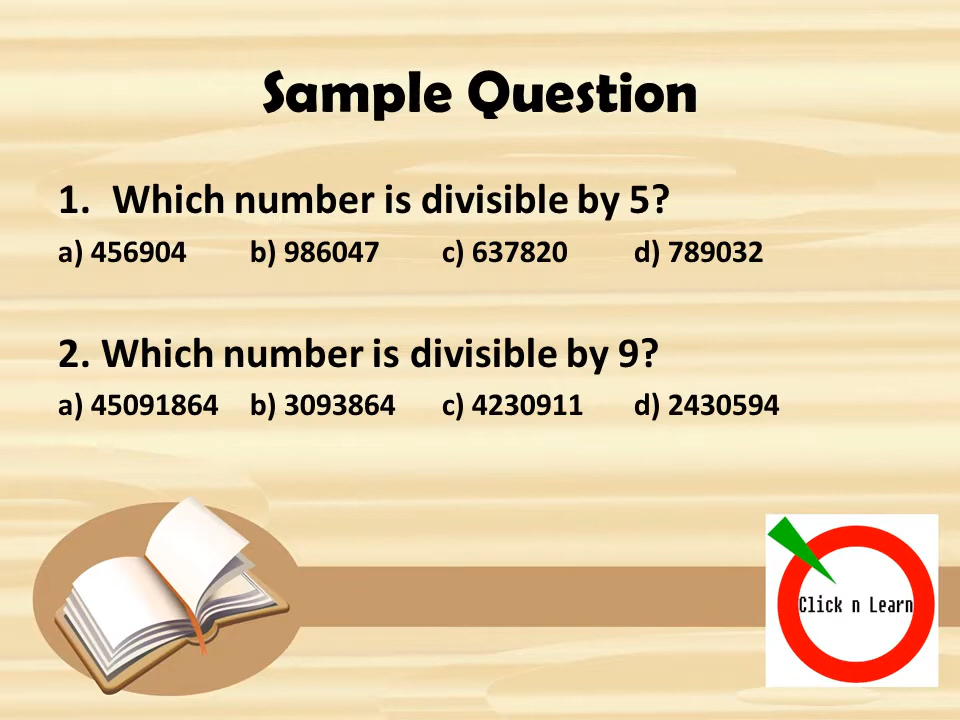 Sample Question
1. Which number is divisible by 5?
a) 456904 b) 986047 c) 637820 d) 789032
2. Which number is divisible by 9?
a) 45091864 b) 3093864 c) 4230911 d) 2430594
Click n Learn